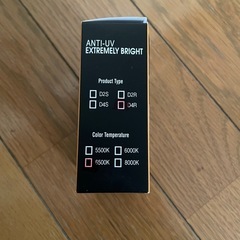 ANTI-UV
EXTREMELY BRIGHT
Product Type
D2S D2R
D4S D4R
Color Temperature
5500K 6000K
6500K 8000K